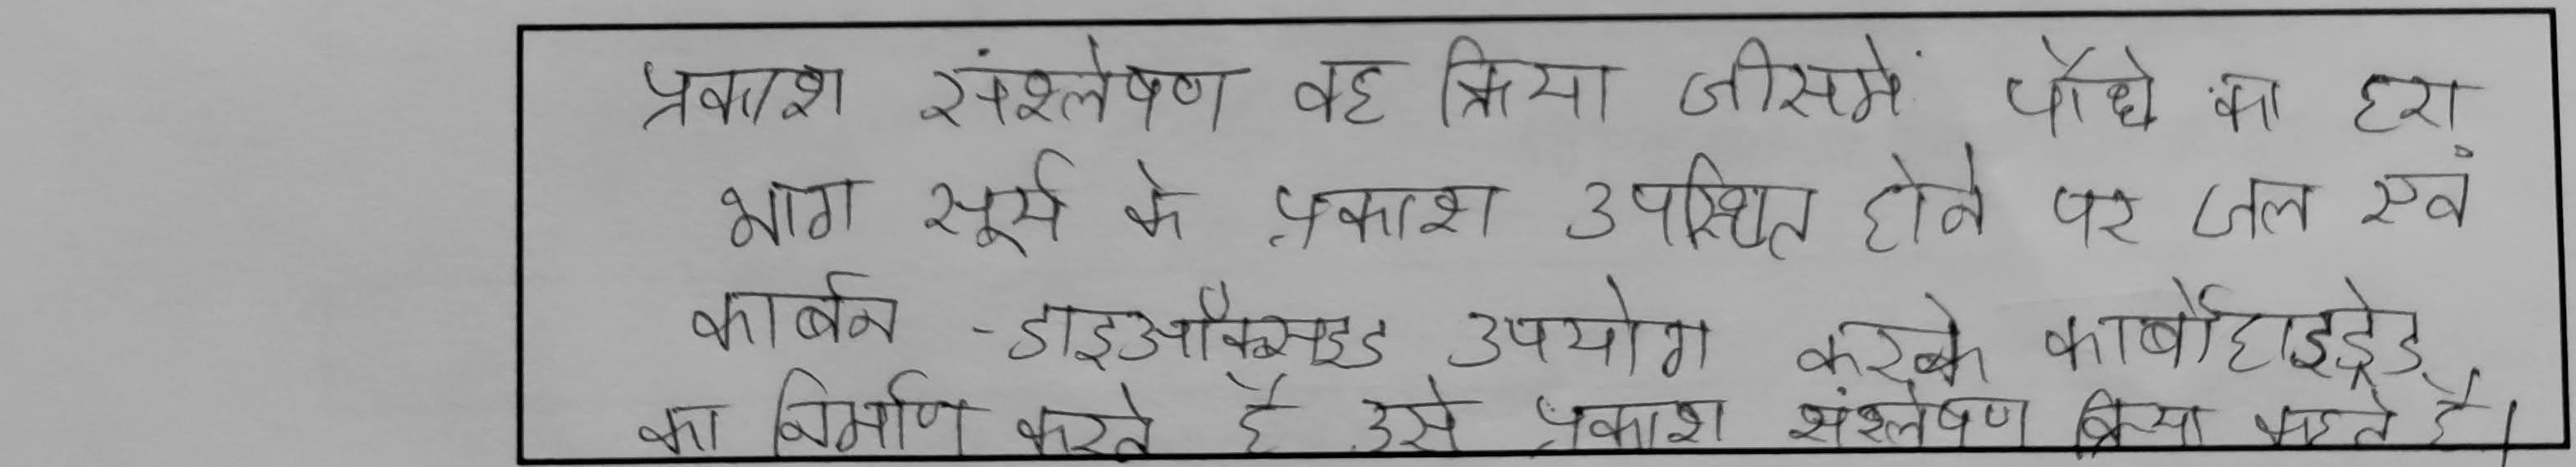 प्रकाश संश्लेषण वह क्रिया जीसमें पौधे का हरा
भाग सूर्य के प्रकाश उपस्थित होने पर जल एवं
कार्बन -डाइऑक्सइड उपयोग करके कार्बोहाइड्रेड
का निर्माण करते है उसे प्रकाश संश्लेषण क्रिया कहते है।